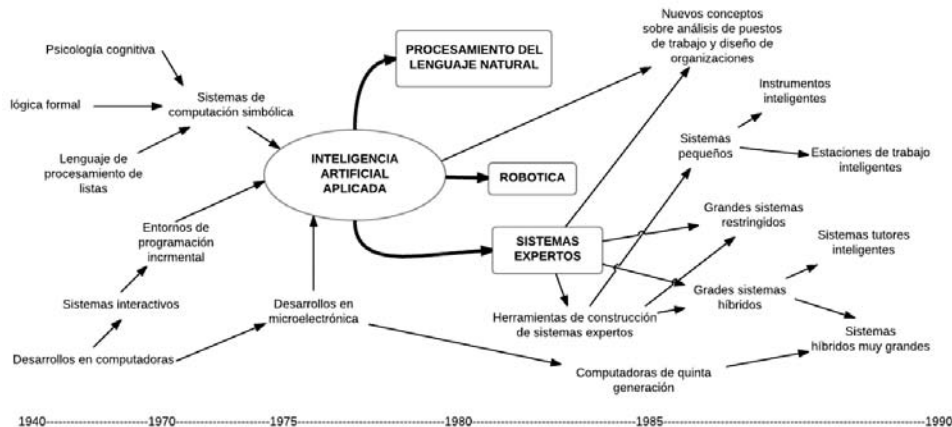 Psicología cognitiva
lógica formal
Sistemas de
computación simbólica
Lenguaje de
procesamiento de
listas
Entornos de
programación
incrmental
Sistemas interactivos
Desarrollos en computadoras
Desarrollos en
microelectrónica
INTELIGENCIA
ARTIFICIAL
APLICADA
PROCESAMIENTO DEL
LENGUAJE NATURAL
ROBOTICA
SISTEMAS
EXPERTOS
Nuevos conceptos
sobre análisis de puestos
de trabajo y diseño de
organizaciones
Instrumentos
inteligentes
Sistemas
pequeños
Estaciones de trabajo
inteligentes
Grandes sistemas
restringidos
Sistemas tutores
inteligentes
Grades sistemas
híbridos
Herramientas de construcción
de sistemas expertos
Sistemas
híbridos muy grandes
Computadoras de quinta
generación
1940 1970 1975 1980 1985 1990